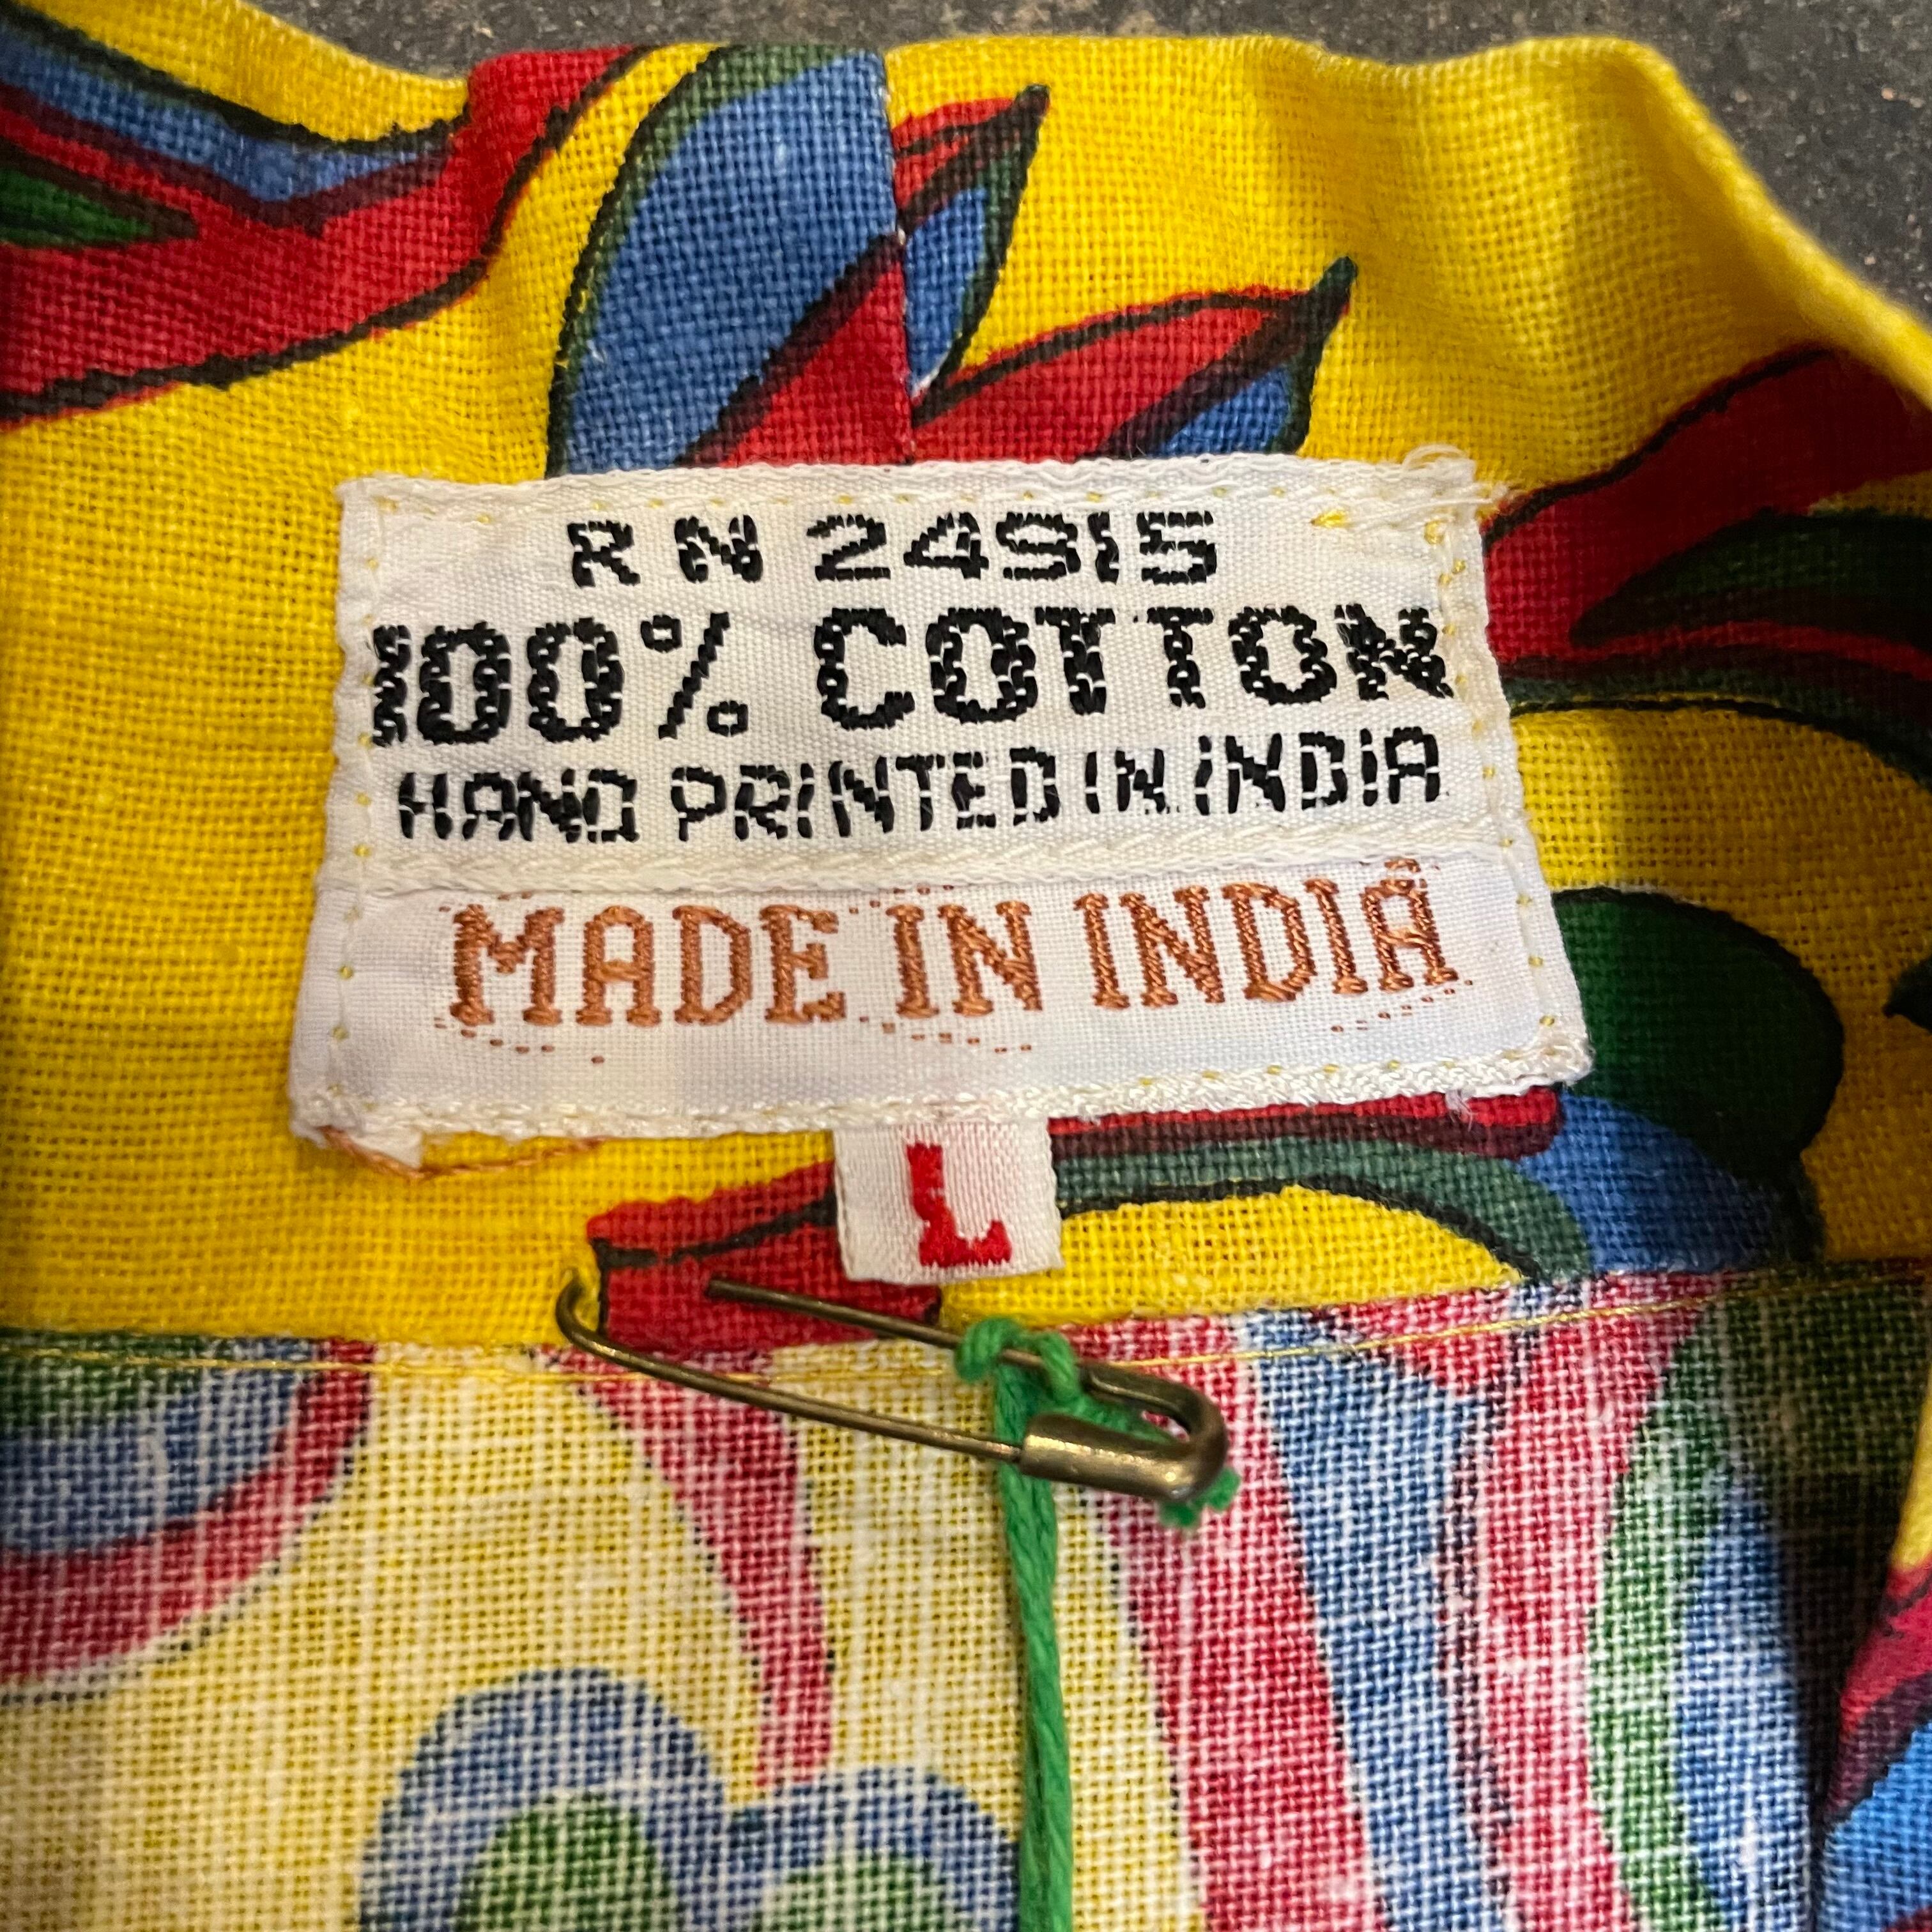 RN 24915
100% COTTON
HAND PRINTED IN INDIA
MADE IN INDIA
L